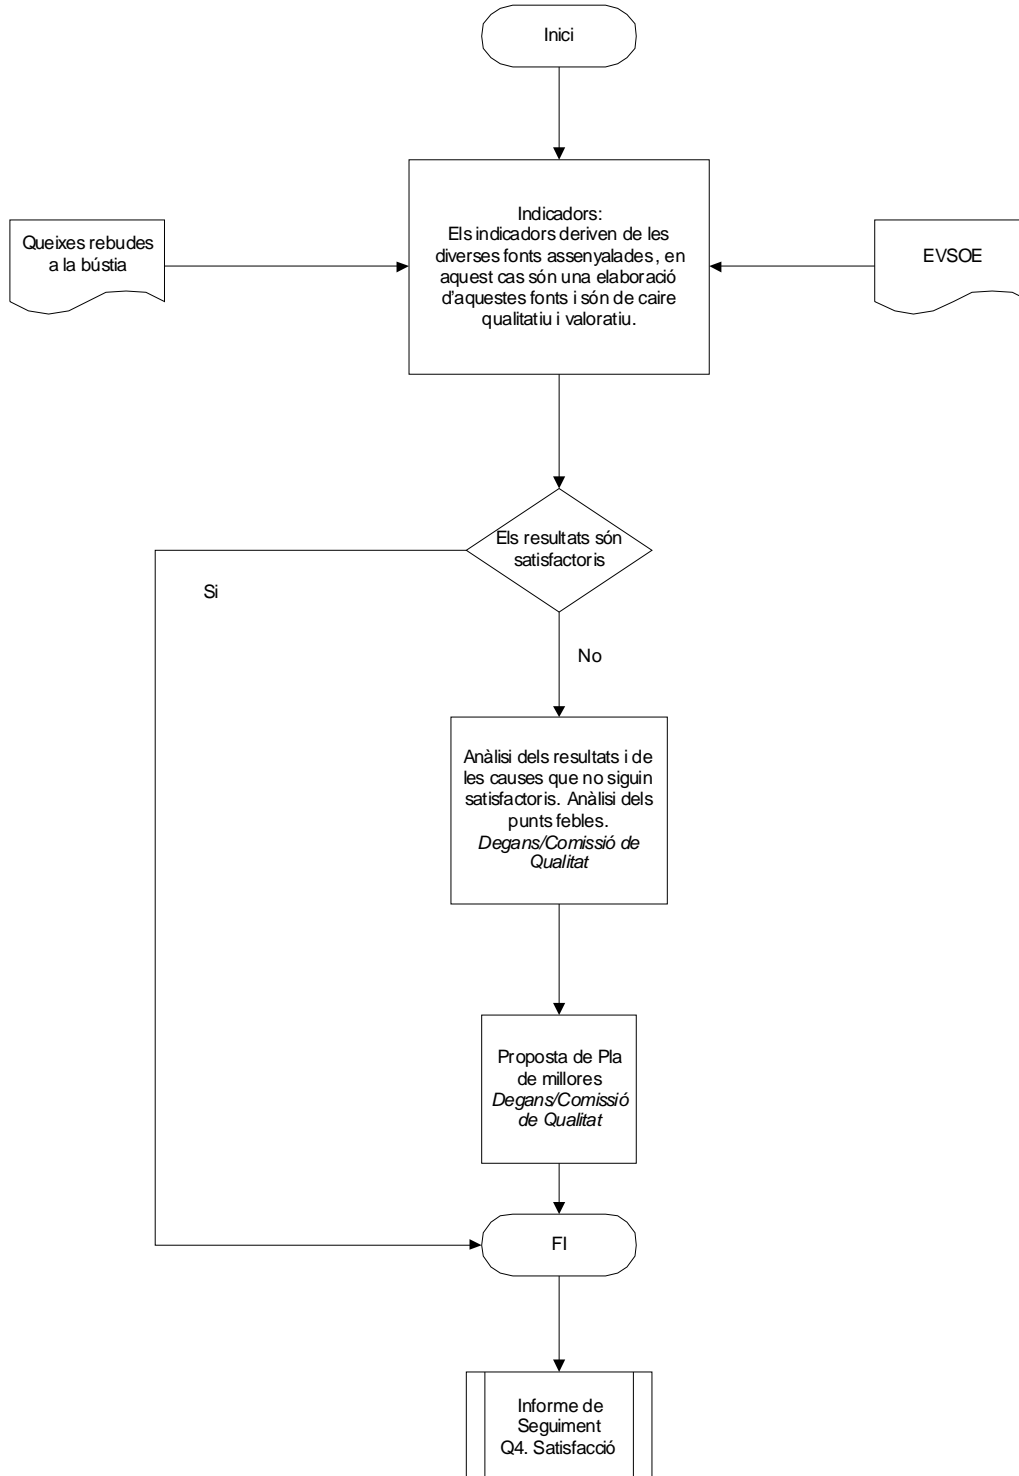 Inici
Indicadors:
Els indicadors deriven de les
diverses fonts assenyalades, en
aquest cas són una elaboració
d'aquestes fonts i són de caire
qualitatiu i valoratiu.
Queixes rebudes
a la bústia
EVSOE
Els resultats són
satisfactoris
Si
No
Anàlisi dels resultats i de
les causes que no siguin
satisfactoris. Anàlisi dels
punts febles.
Degans/Comissió de
Qualitat
Proposta de Pla
de millores
Degans/Comissió
de Qualitat
FI
Informe de
Seguiment
Q4. Satisfacció